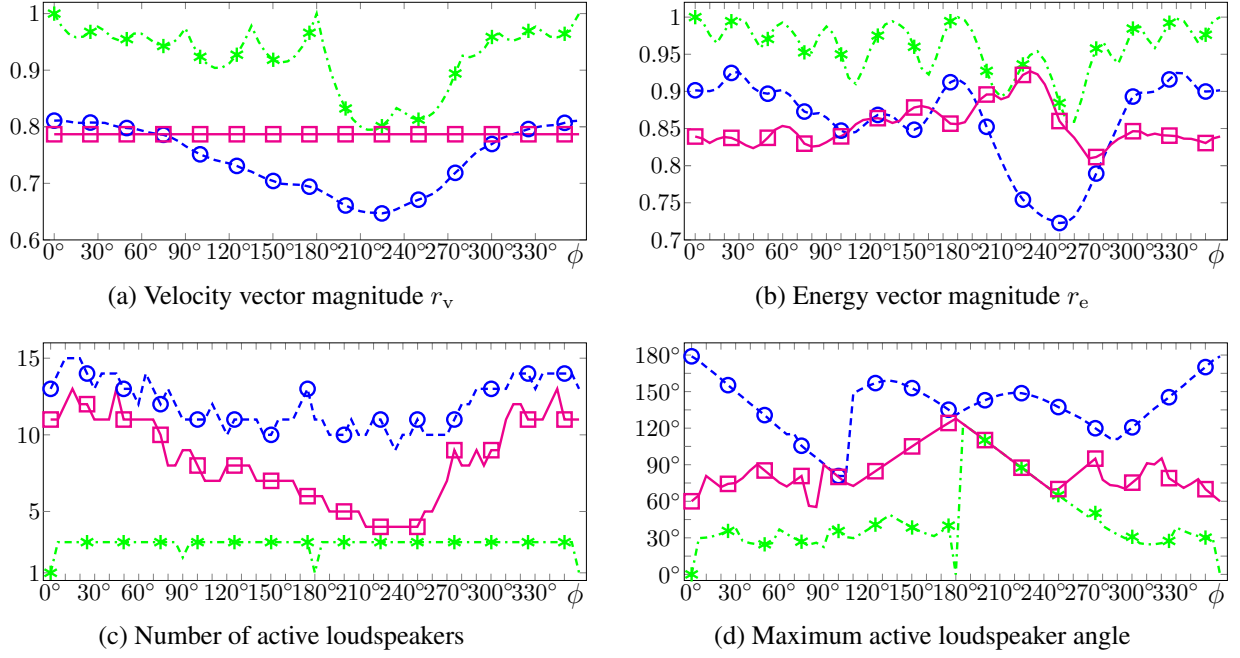 1
0.9
0.8
0.7
0.6
0° 30° 60° 90° 120° 150° 180° 210° 240° 270° 300° 330° ϕ
(a) Velocity vector magnitude r_v
1
0.95
0.9
0.85
0.8
0.75
0.7
0° 30° 60° 90° 120° 150° 180° 210° 240° 270° 300° 330° ϕ
(b) Energy vector magnitude r_e
15
10
5
1
0° 30° 60° 90° 120° 150° 180° 210° 240° 270° 300° 330° ϕ
(c) Number of active loudspeakers
180°
150°
120°
90°
60°
30°
0°
0° 30° 60° 90° 120° 150° 180° 210° 240° 270° 300° 330° ϕ
(d) Maximum active loudspeaker angle